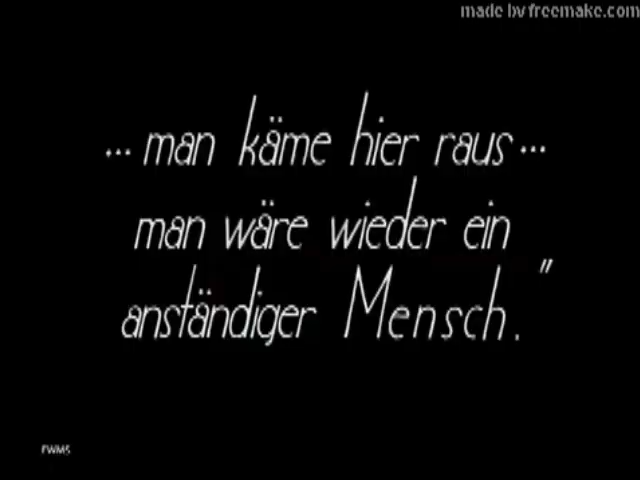 made by freemake.com
... man käme hier raus ...
man wäre wieder ein
anständiger Mensch."
FWMS